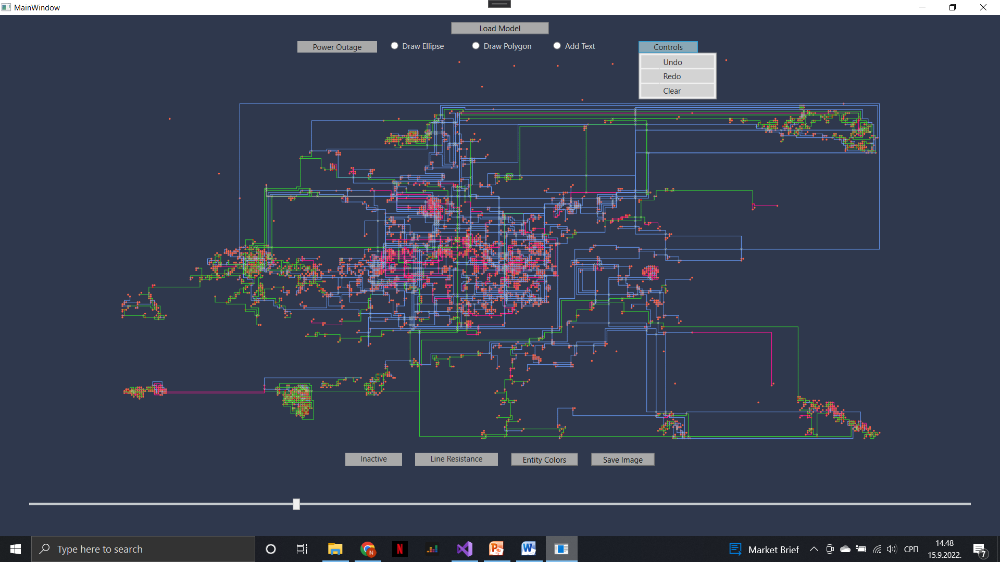 MainWindow
Load Model
Power Outage
Draw Ellipse
Draw Polygon
Add Text
Controls
Undo
Redo
Clear
Inactive
Line Resistance
Entity Colors
Save Image
Type here to search
N
N
P
W
Market Brief
СРП
14.48
15.9.2022.
7